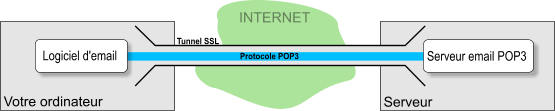 INTERNET
Tunnel SSL
Logiciel d'email
Protocole POP3
Serveur email POP3
Votre ordinateur
Serveur